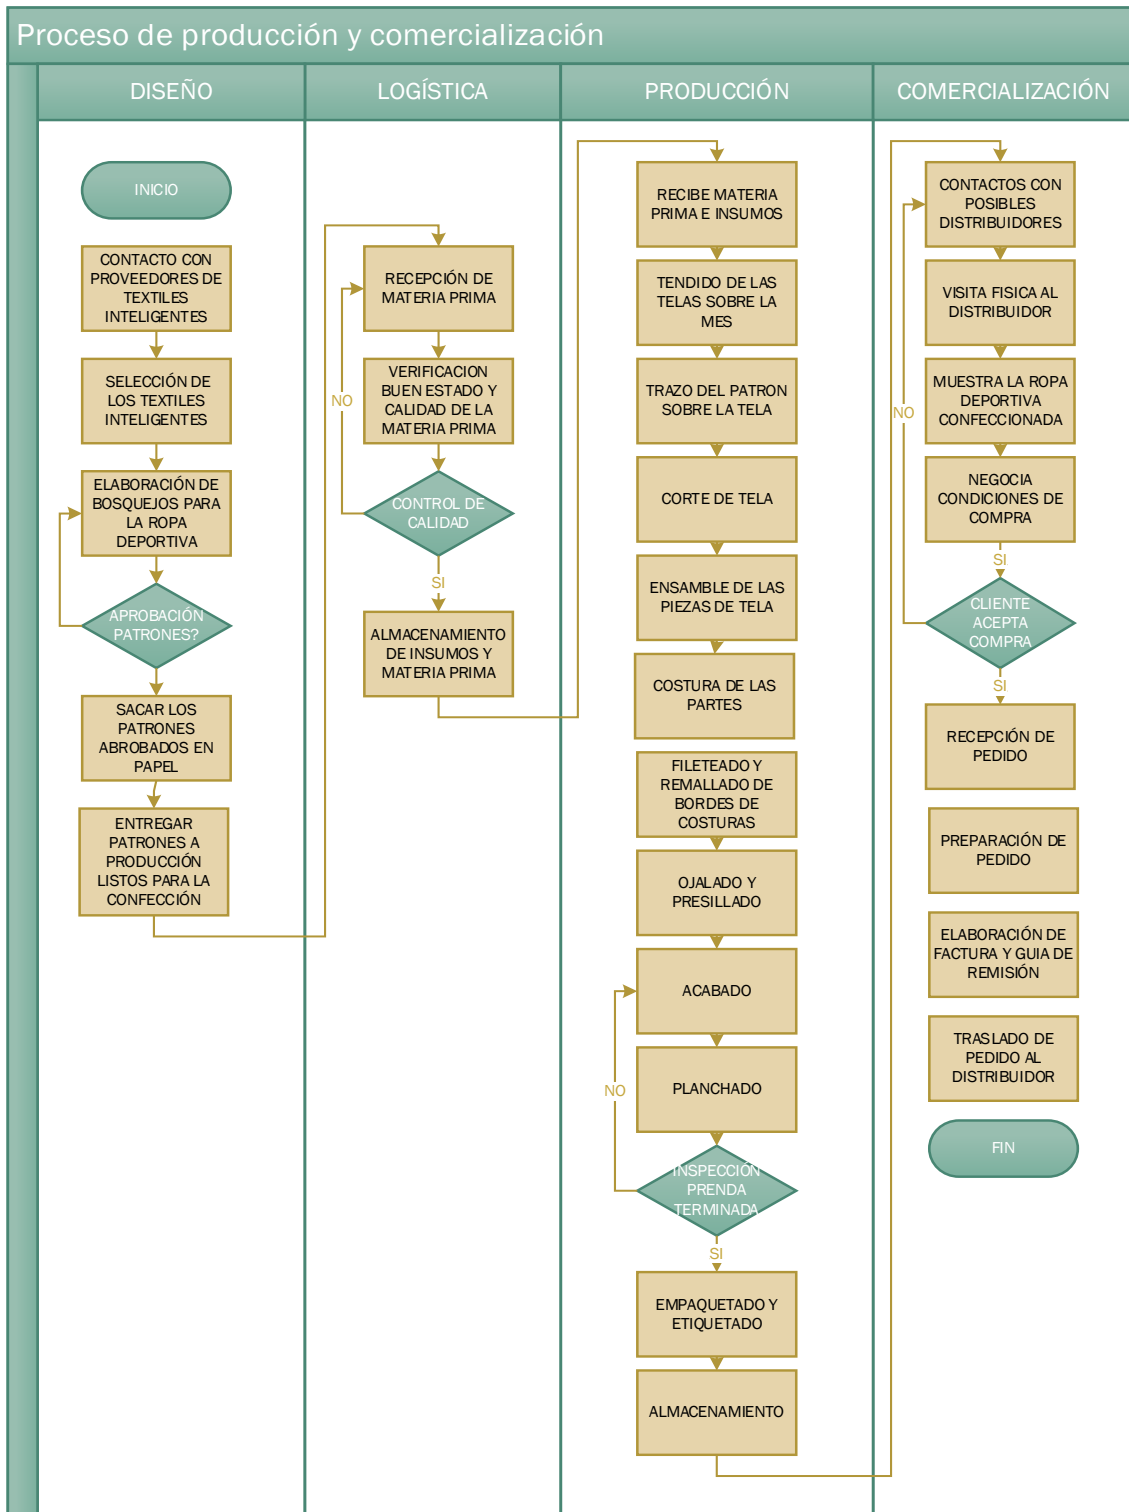 Proceso de producción y comercialización
DISEÑO
LOGÍSTICA
PRODUCCIÓN
COMERCIALIZACIÓN
INICIO
CONTACTO CON
PROVEEDORES DE
TEXTILES
INTELIGENTES
SELECCIÓN DE
LOS TEXTILES
INTELIGENTES
ELABORACIÓN DE
BOSQUEJOS PARA
LA ROPA
DEPORTIVA
APROBACIÓN
PATRONES?
SACAR LOS
PATRONES
ABROBADOS EN
PAPEL
ENTREGAR
PATRONES A
PRODUCCIÓN
LISTOS PARA LA
CONFECCIÓN
RECEPCIÓN DE
MATERIA PRIMA
VERIFICACION
BUEN ESTADO Y
CALIDAD DE LA
MATERIA PRIMA
NO
CONTROL DE
CALIDAD
SI
ALMACENAMIENTO
DE INSUMOS Y
MATERIA PRIMA
RECIBE MATERIA
PRIMA E INSUMOS
TENDIDO DE LAS
TELAS SOBRE LA
MES
TRAZO DEL PATRON
SOBRE LA TELA
CORTE DE TELA
ENSAMBLE DE LAS
PIEZAS DE TELA
COSTURA DE LAS
PARTES
FILETEADO Y
REMALLADO DE
BORDES DE
COSTURAS
OJALADO Y
PRESILLADO
ACABADO
PLANCHADO
NO
INSPECCIÓN
PRENDA
TERMINADA
SI
EMPAQUETADO Y
ETIQUETADO
ALMACENAMIENTO
CONTACTOS CON
POSIBLES
DISTRIBUIDORES
VISITA FISICA AL
DISTRIBUIDOR
MUESTRA LA ROPA
DEPORTIVA
CONFECCIONADA
NO
NEGOCIA
CONDICIONES DE
COMPRA
SI
CLIENTE
ACEPTA
COMPRA
SI
RECEPCIÓN DE
PEDIDO
PREPARACIÓN DE
PEDIDO
ELABORACIÓN DE
FACTURA Y GUIA DE
REMISIÓN
TRASLADO DE
PEDIDO AL
DISTRIBUIDOR
FIN